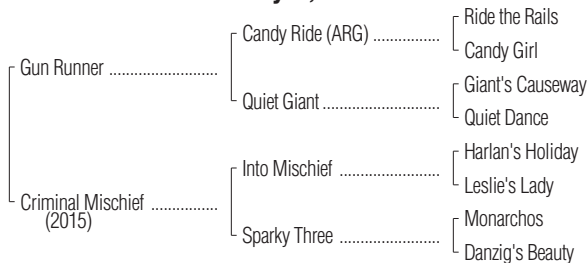 Gun Runner
Criminal Mischief
(2015)
Candy Ride (ARG)
Quiet Giant
Into Mischief
Sparky Three
Ride the Rails
Candy Girl
Giant's Causeway
Quiet Dance
Harlan's Holiday
Leslie's Lady
Monarchos
Danzig's Beauty